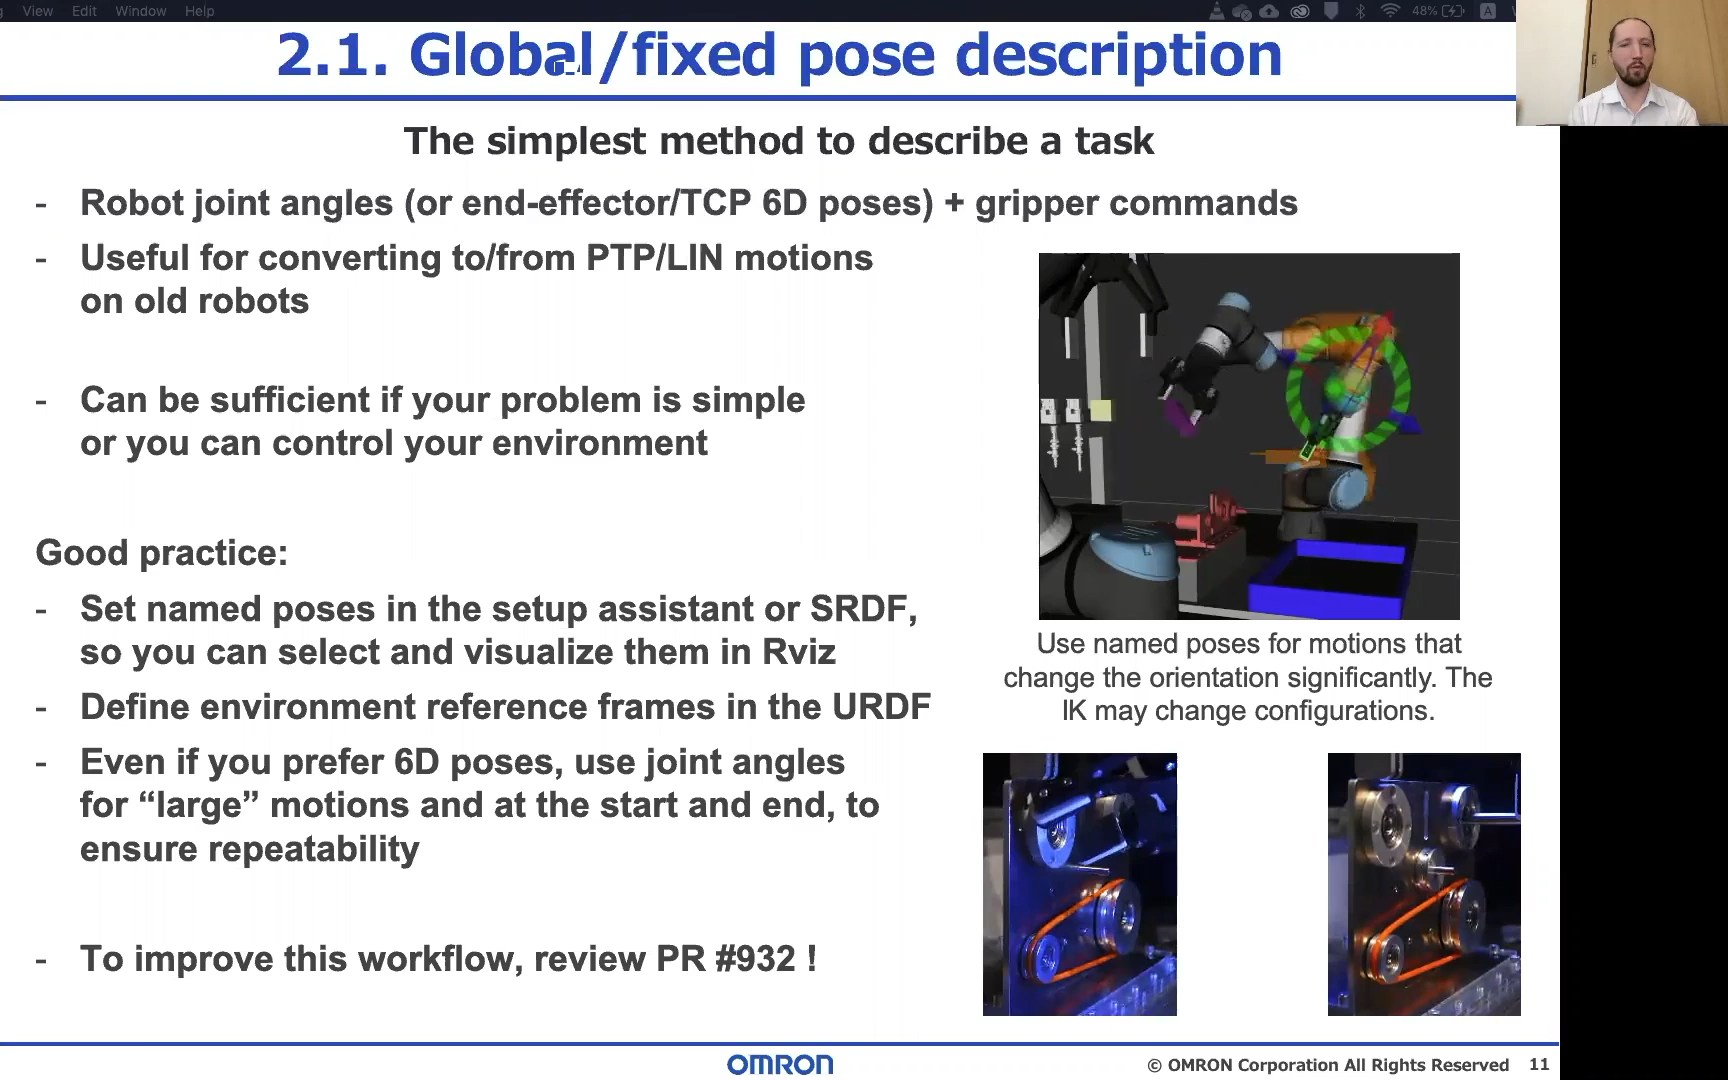 View Edit Window Help
48%
A
2.1. Global/fixed pose description
The simplest method to describe a task
- Robot joint angles (or end-effector/TCP 6D poses) + gripper commands
- Useful for converting to/from PTP/LIN motions
on old robots
- Can be sufficient if your problem is simple
or you can control your environment
Good practice:
- Set named poses in the setup assistant or SRDF,
so you can select and visualize them in Rviz
- Define environment reference frames in the URDF
- Even if you prefer 6D poses, use joint angles
for “large” motions and at the start and end, to
ensure repeatability
- To improve this workflow, review PR #932 !
Use named poses for motions that
change the orientation significantly. The
IK may change configurations.
OMRON
© OMRON Corporation All Rights Reserved 11